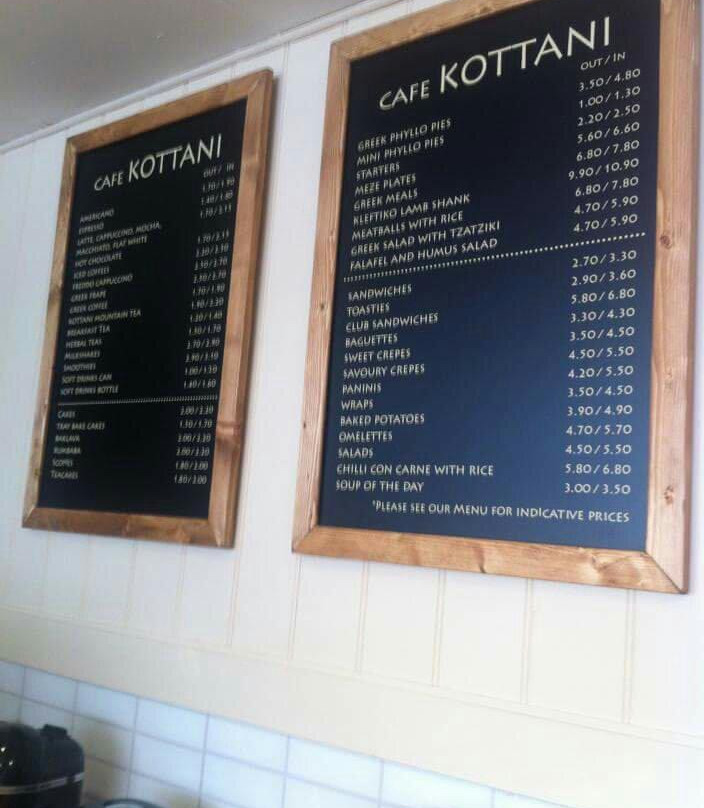 CAFE KOTTANI
OUT / IN
AMERICANO
ESPRESSO
LATTE, CAPPUCCINO, MOCHA,
MACCHIATO, FLAT WHITE
HOT CHOCOLATE
ICED COFFEES
FREDDO CAPPUCCINO
GREEK FRAPE
GREEK COFFEE
KOTTANI MOUNTAIN TEA
BREAKFAST TEA
HERBAL TEAS
MILKSHAKES
SMOOTHIES
SOFT DRINKS CAN
SOFT DRINKS BOTTLE
CAKES
TRAY BAKE CAKES
BAKLAVA
RUMBABA
SCONES
TEACAKES
CAFE KOTTANI
OUT / IN
GREEK PHYLLO PIES 3.50 / 4.80
MINI PHYLLO PIES 1.00 / 1.30
STARTERS 2.20 / 2.50
MEZE PLATES 5.60 / 6.60
GREEK MEALS 6.80 / 7.80
KLEFTIKO LAMB SHANK 9.90 / 10.90
MEATBALLS WITH RICE 6.80 / 7.80
GREEK SALAD WITH TZATZIKI 4.70 / 5.90
FALAFEL AND HUMUS SALAD 4.70 / 5.90
SANDWICHES 2.70 / 3.30
TOASTIES 2.90 / 3.60
CLUB SANDWICHES 5.80 / 6.80
BAGUETTES 3.30 / 4.30
SWEET CREPES 3.50 / 4.50
SAVOURY CREPES 4.50 / 5.50
PANINIS 4.20 / 5.50
WRAPS 3.50 / 4.50
BAKED POTATOES 3.90 / 4.90
OMELETTES 4.70 / 5.70
SALADS 4.50 / 5.50
CHILLI CON CARNE WITH RICE 5.80 / 6.80
SOUP OF THE DAY 3.00 / 3.50
*PLEASE SEE OUR MENU FOR INDICATIVE PRICES